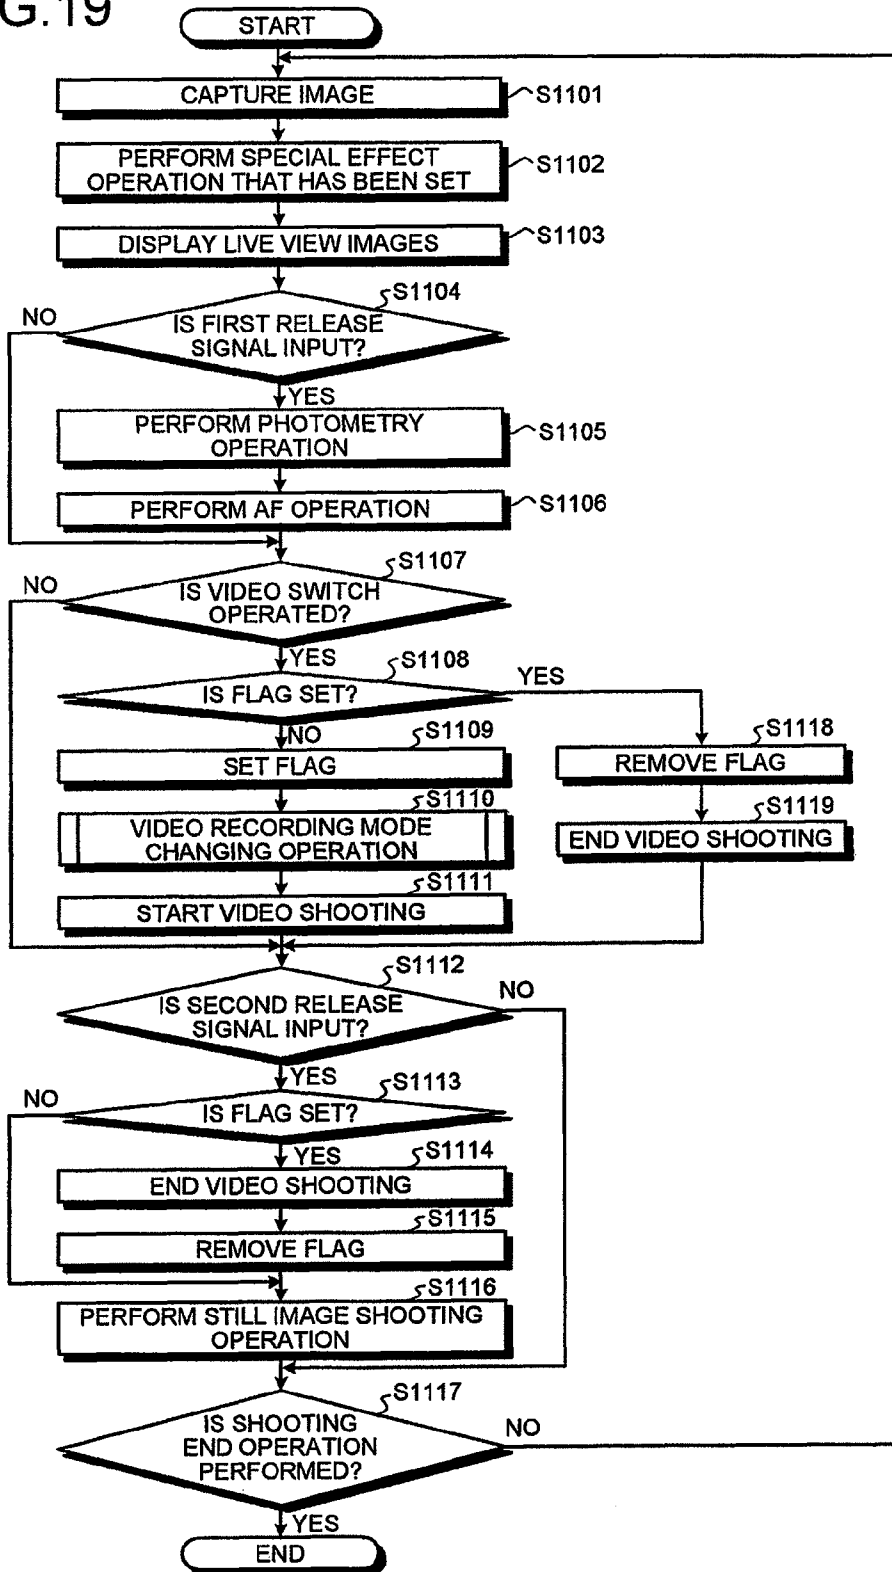 G.19
START
CAPTURE IMAGE
S1101
PERFORM SPECIAL EFFECT
OPERATION THAT HAS BEEN SET
S1102
DISPLAY LIVE VIEW IMAGES
S1103
S1104
NO
IS FIRST RELEASE
SIGNAL INPUT?
YES
PERFORM PHOTOMETRY
OPERATION
S1105
PERFORM AF OPERATION
S1106
S1107
NO
IS VIDEO SWITCH
OPERATED?
YES
S1108
IS FLAG SET?
YES
NO
S1109
SET FLAG
S1118
REMOVE FLAG
S1110
VIDEO RECORDING MODE
CHANGING OPERATION
S1119
END VIDEO SHOOTING
S1111
START VIDEO SHOOTING
S1112
NO
IS SECOND RELEASE
SIGNAL INPUT?
YES
S1113
NO
IS FLAG SET?
YES
S1114
END VIDEO SHOOTING
S1115
REMOVE FLAG
S1116
PERFORM STILL IMAGE SHOOTING
OPERATION
S1117
IS SHOOTING
END OPERATION
PERFORMED?
NO
YES
END